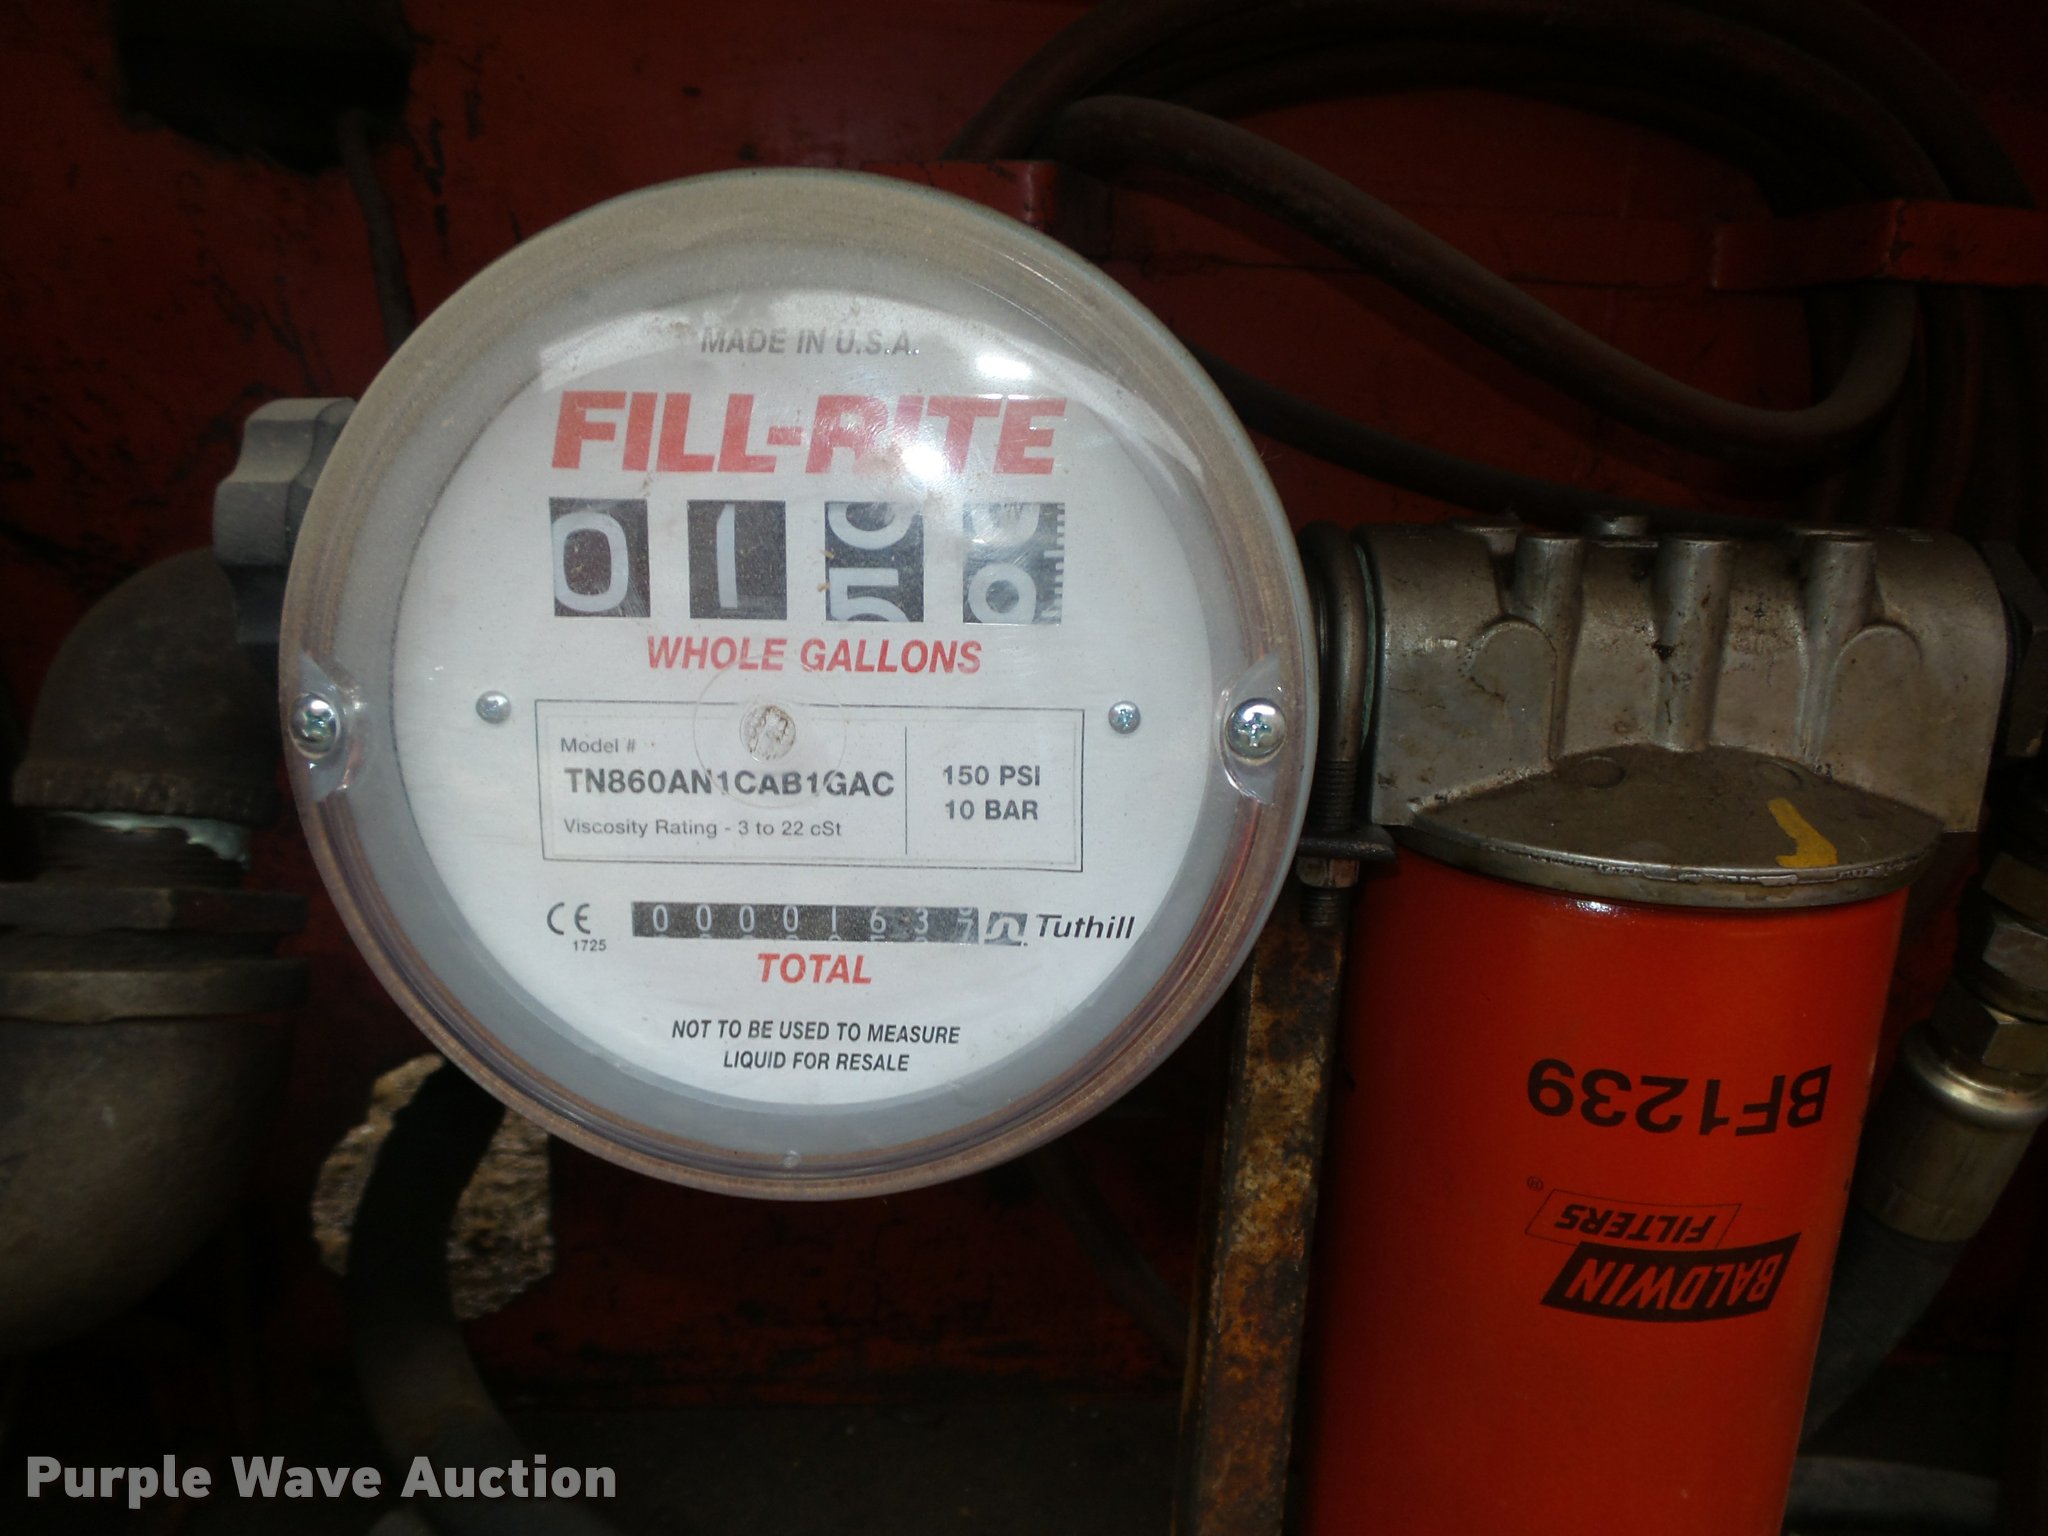 MADE IN U.S.A.
FILL-RITE
01
WHOLE GALLONS
Model #
TN860AN1CAB1GAC
Viscosity Rating - 3 to 22 cSt
150 PSI
10 BAR
CE
1725
Tuthill
TOTAL
NOT TO BE USED TO MEASURE
LIQUID FOR RESALE
BF1239
BALDWIN
FILTERS®
Purple Wave Auction